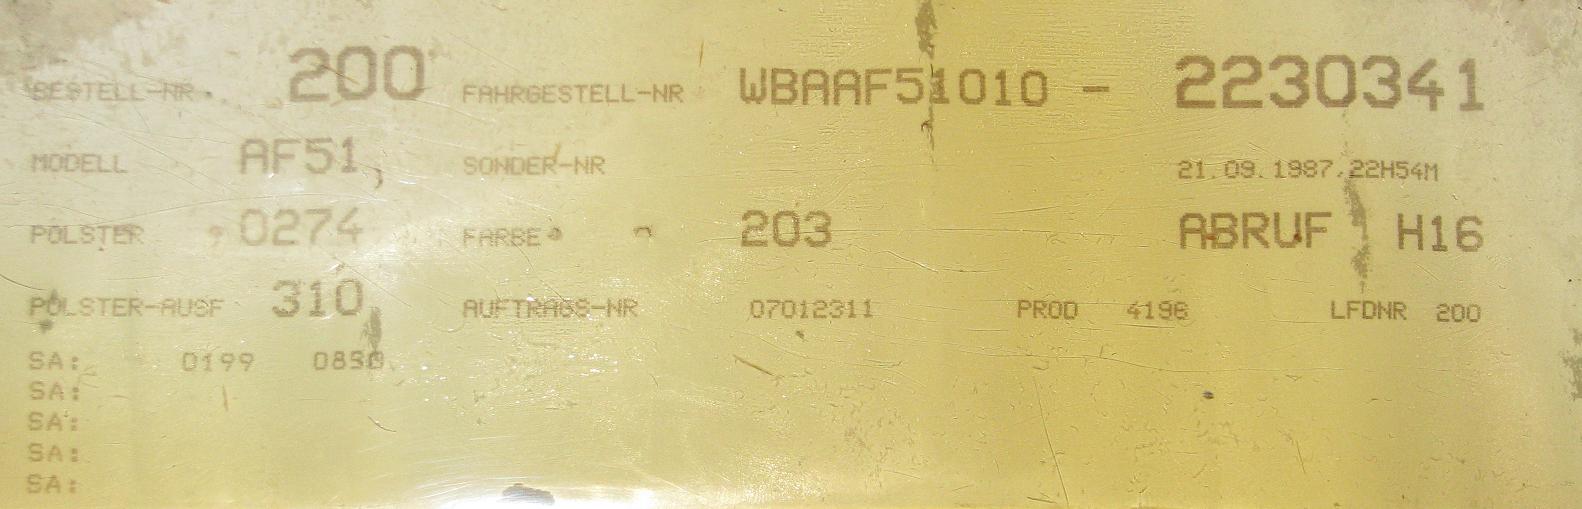 BESTELL-NR. 200 FAHRGESTELL-NR WBAAF51010 - 2230341
MODELL AF51 SONDER-NR 21.09.1987.22H54M
POLSTER 0274 FARBE 203 ABRUF H16
POLSTER-AUSF 310 AUFTRAGS-NR 07012311 PROD 4196 LFDNR 200
SA: 0199 0850
SA:
SA:
SA:
SA: